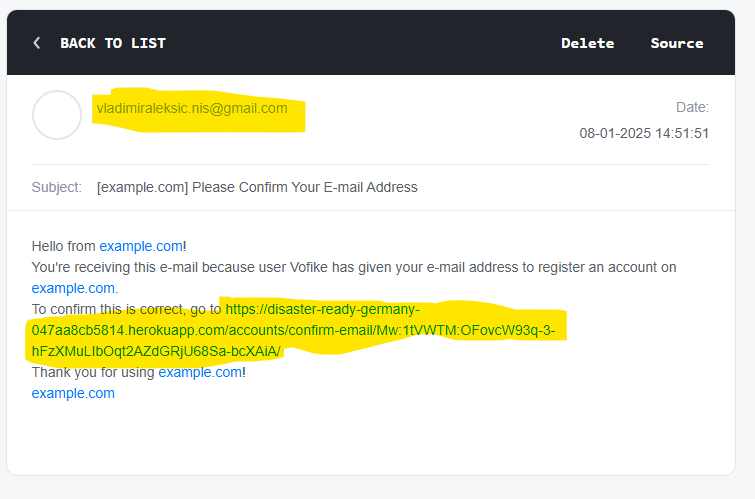 BACK TO LIST
Delete
Source
vladimiraleksic.nis@gmail.com
Date:
08-01-2025 14:51:51
Subject: [example.com] Please Confirm Your E-mail Address
Hello from example.com!
You're receiving this e-mail because user Vofike has given your e-mail address to register an account on
example.com.
To confirm this is correct, go to https://disaster-ready-germany-
047aa8cb5814.herokuapp.com/accounts/confirm-email/Mw:1tVWTM:OFovcW93q-3-
hFzXMuLIbOqt2AZdGRjU68Sa-bcXAiA/
Thank you for using example.com!
example.com